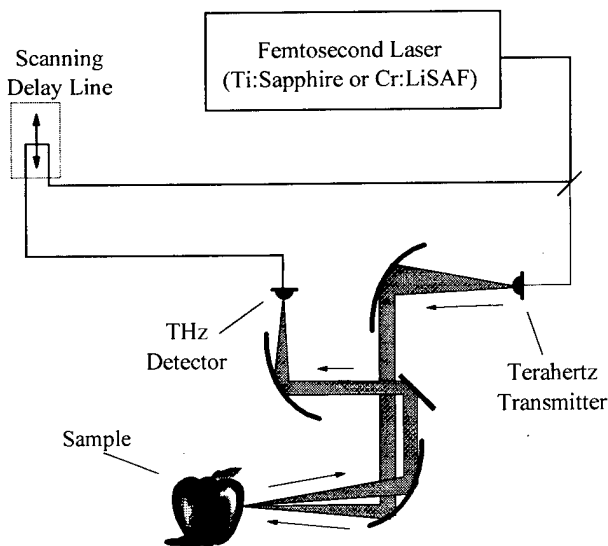 Scanning
Delay Line
Femtosecond Laser
(Ti:Sapphire or Cr:LiSAF)
THz
Detector
Terahertz
Transmitter
Sample